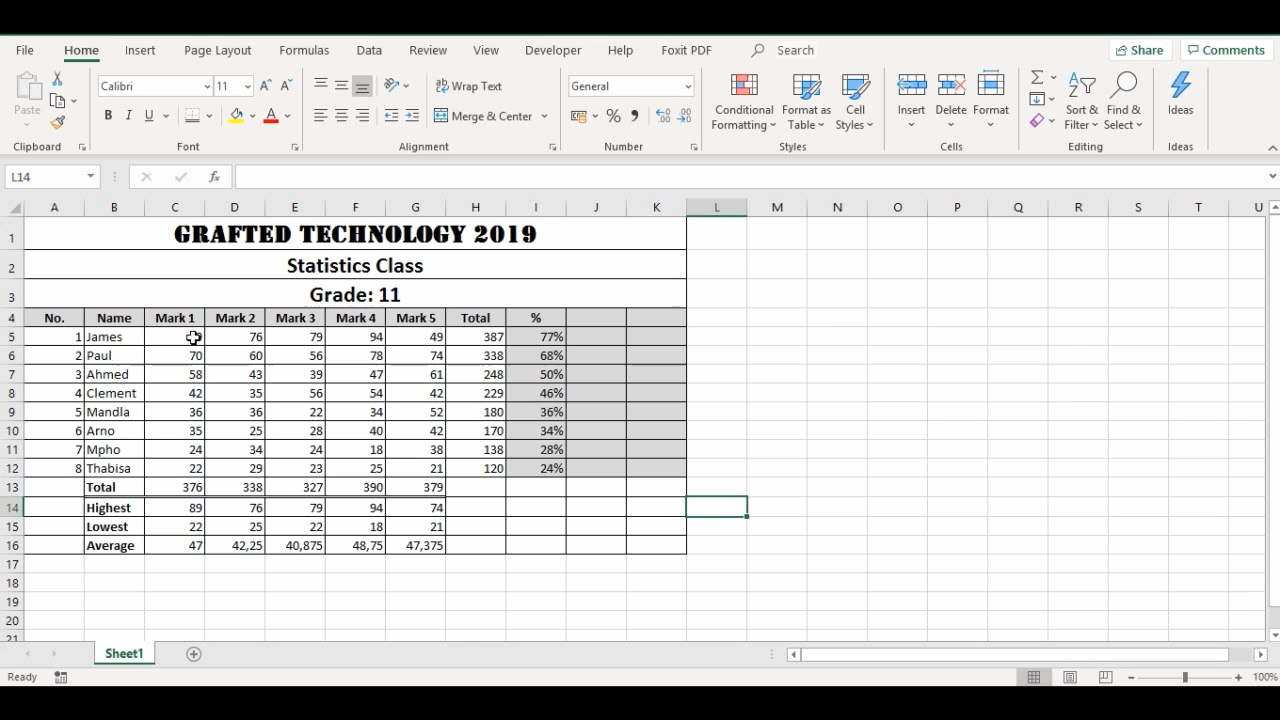 File Home Insert Page Layout Formulas Data Review View Developer Help Foxit PDF Search Share Comments
Calibri 11 Wrap Text General
Paste B I U Merge & Center % Conditional Formatting Format as Table Cell Styles Insert Delete Format Sort & Filter Find & Select Ideas
Clipboard Font Alignment Number Styles Cells Editing Ideas
L14 fx
A B C D E F G H I J K L M N O P Q R S T U
1 GRAFTED TECHNOLOGY 2019
2 Statistics Class
3 Grade: 11
4 No. Name Mark 1 Mark 2 Mark 3 Mark 4 Mark 5 Total %
5 1 James 76 79 94 49 387 77%
6 2 Paul 70 60 56 78 74 338 68%
7 3 Ahmed 58 43 39 47 61 248 50%
8 4 Clement 42 35 56 54 42 229 46%
9 5 Mandla 36 36 22 34 52 180 36%
10 6 Arno 35 25 28 40 42 170 34%
11 7 Mpho 24 34 24 18 38 138 28%
12 8 Thabisa 22 29 23 25 21 120 24%
13 Total 376 338 327 390 379
14 Highest 89 76 79 94 74
15 Lowest 22 25 22 18 21
16 Average 47 42,25 40,875 48,75 47,375
17
18
19
20
21
Sheet1
Ready 100%